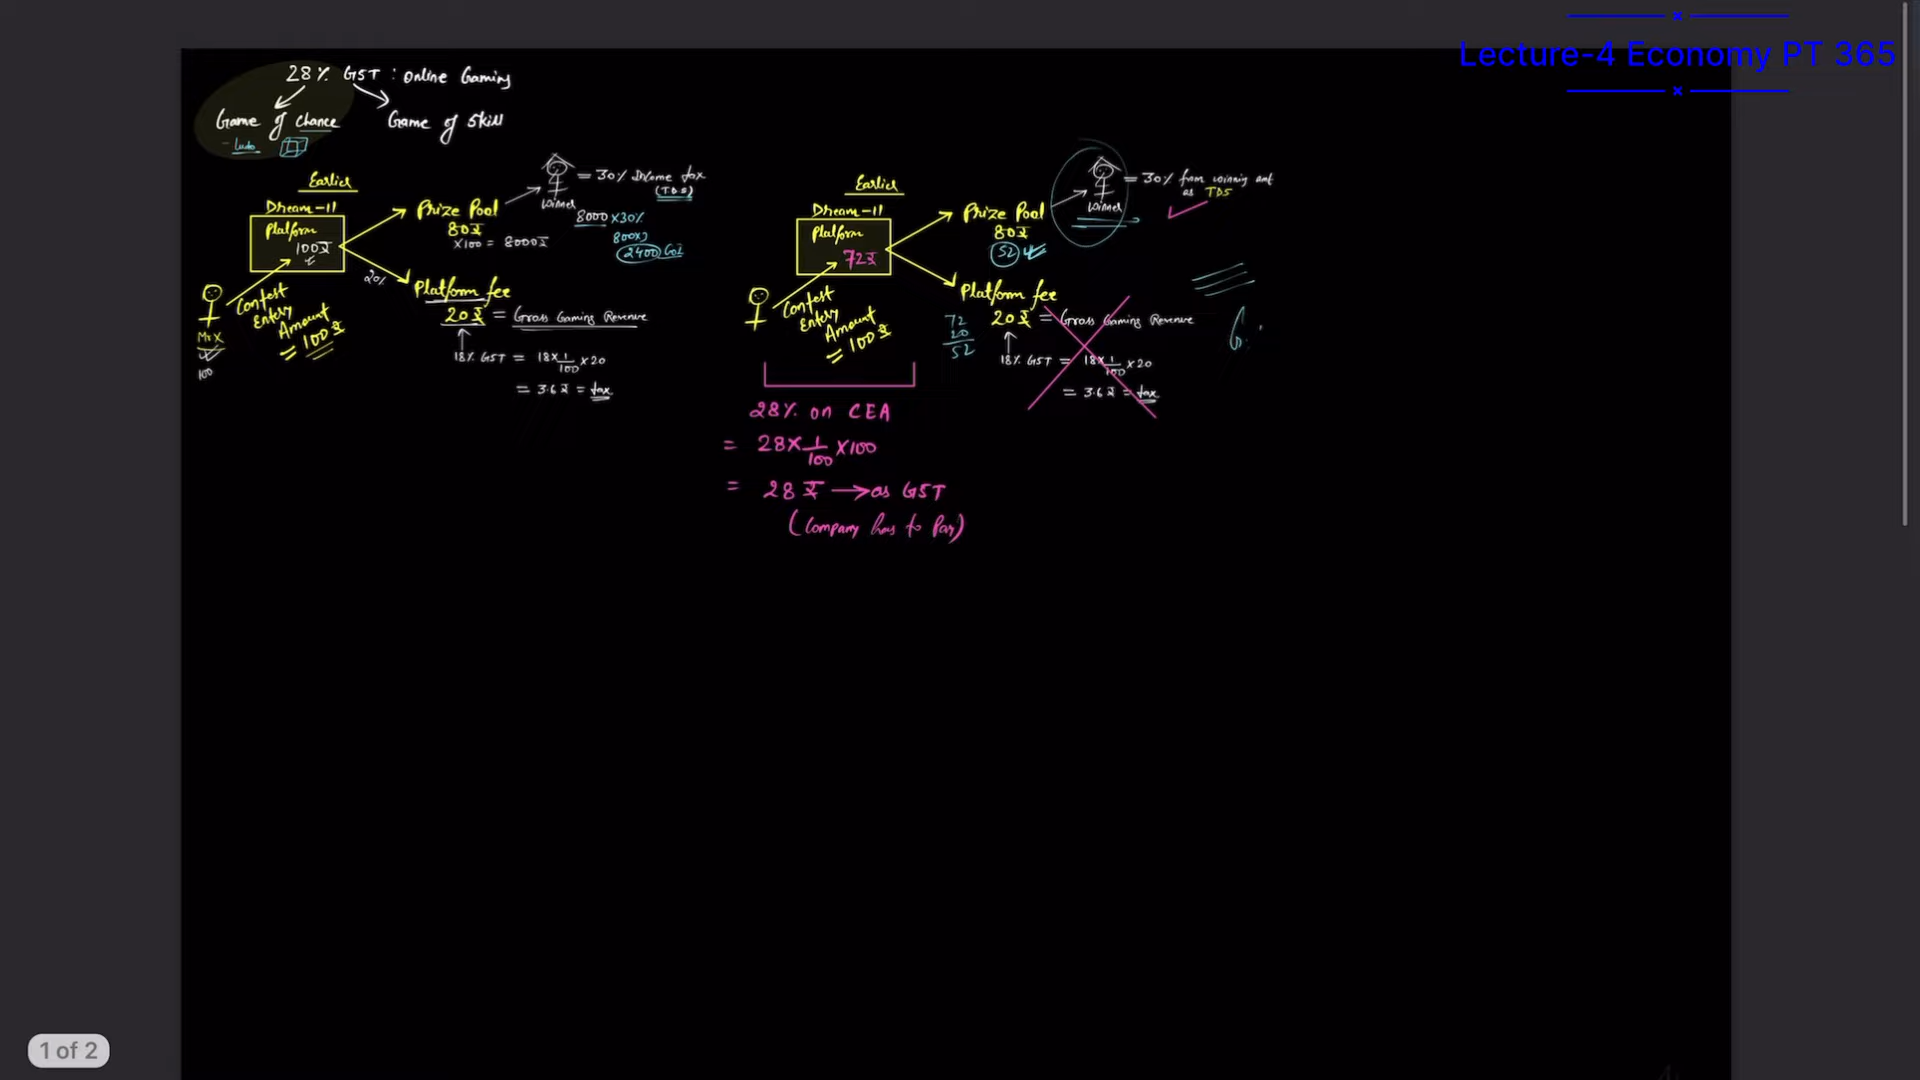 Lecture-4 Economy PT 365
28% GST : Online Gaming
Game of Chance
Game of Skill
- Ludo
Earlier
Dream-11
Platform
100₹
Prize Pool
80₹
×100 = 8000₹
Winner
= 30% Income tax
(TDS)
8000 × 30%
800×3
2400 GOI
20%
Platform fee
20₹ = Gross Gaming Revenue
18% GST = 18×1/100×20
= 3.6₹ = tax
Mr X
100
Contest
Entry
Amount
= 100₹
Earlier
Dream-11
Platform
72₹
Prize Pool
80₹
52
Winner
= 30% from winning amt
as TDS
Platform fee
20₹ = Gross Gaming Revenue
18% GST = 18×1/100×20
= 3.6₹ = tax
72
20
52
Contest
Entry
Amount
= 100₹
28% on CEA
= 28×1/100×100
= 28₹ → as GST
(Company has to Pay)
1 of 2